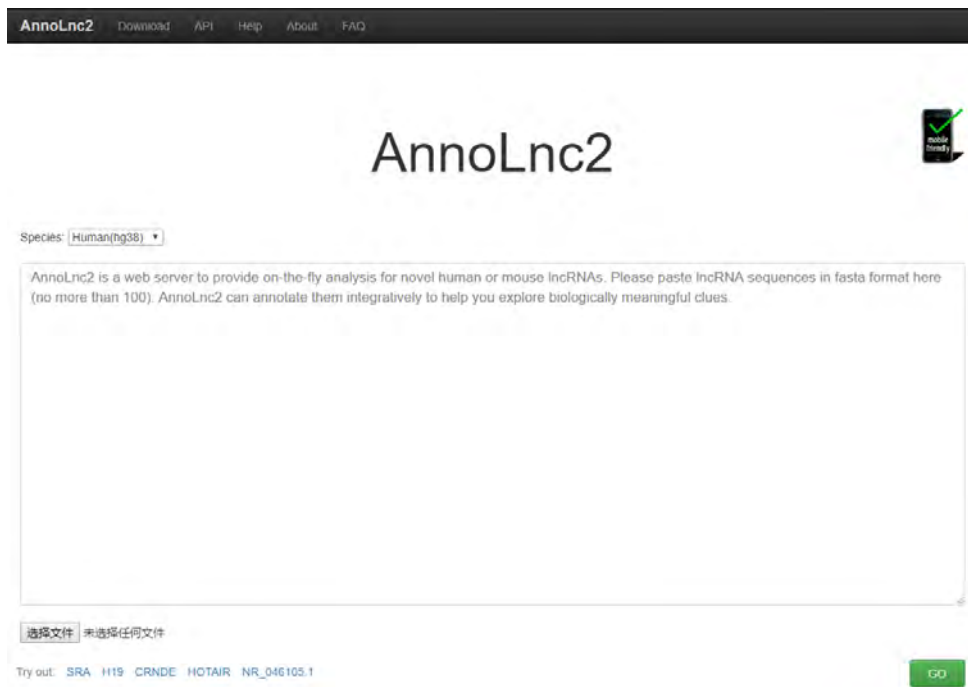 AnnoLnc2 Download API Help About FAQ
AnnoLnc2
mobile
friendly
Species: Human(hg38)
AnnoLnc2 is a web server to provide on-the-fly analysis for novel human or mouse lncRNAs. Please paste lncRNA sequences in fasta format here
(no more than 100). AnnoLnc2 can annotate them integratively to help you explore biologically meaningful clues.
选择文件 未选择任何文件
Try out: SRA H19 CRNDE HOTAIR NR_046105.1
GO